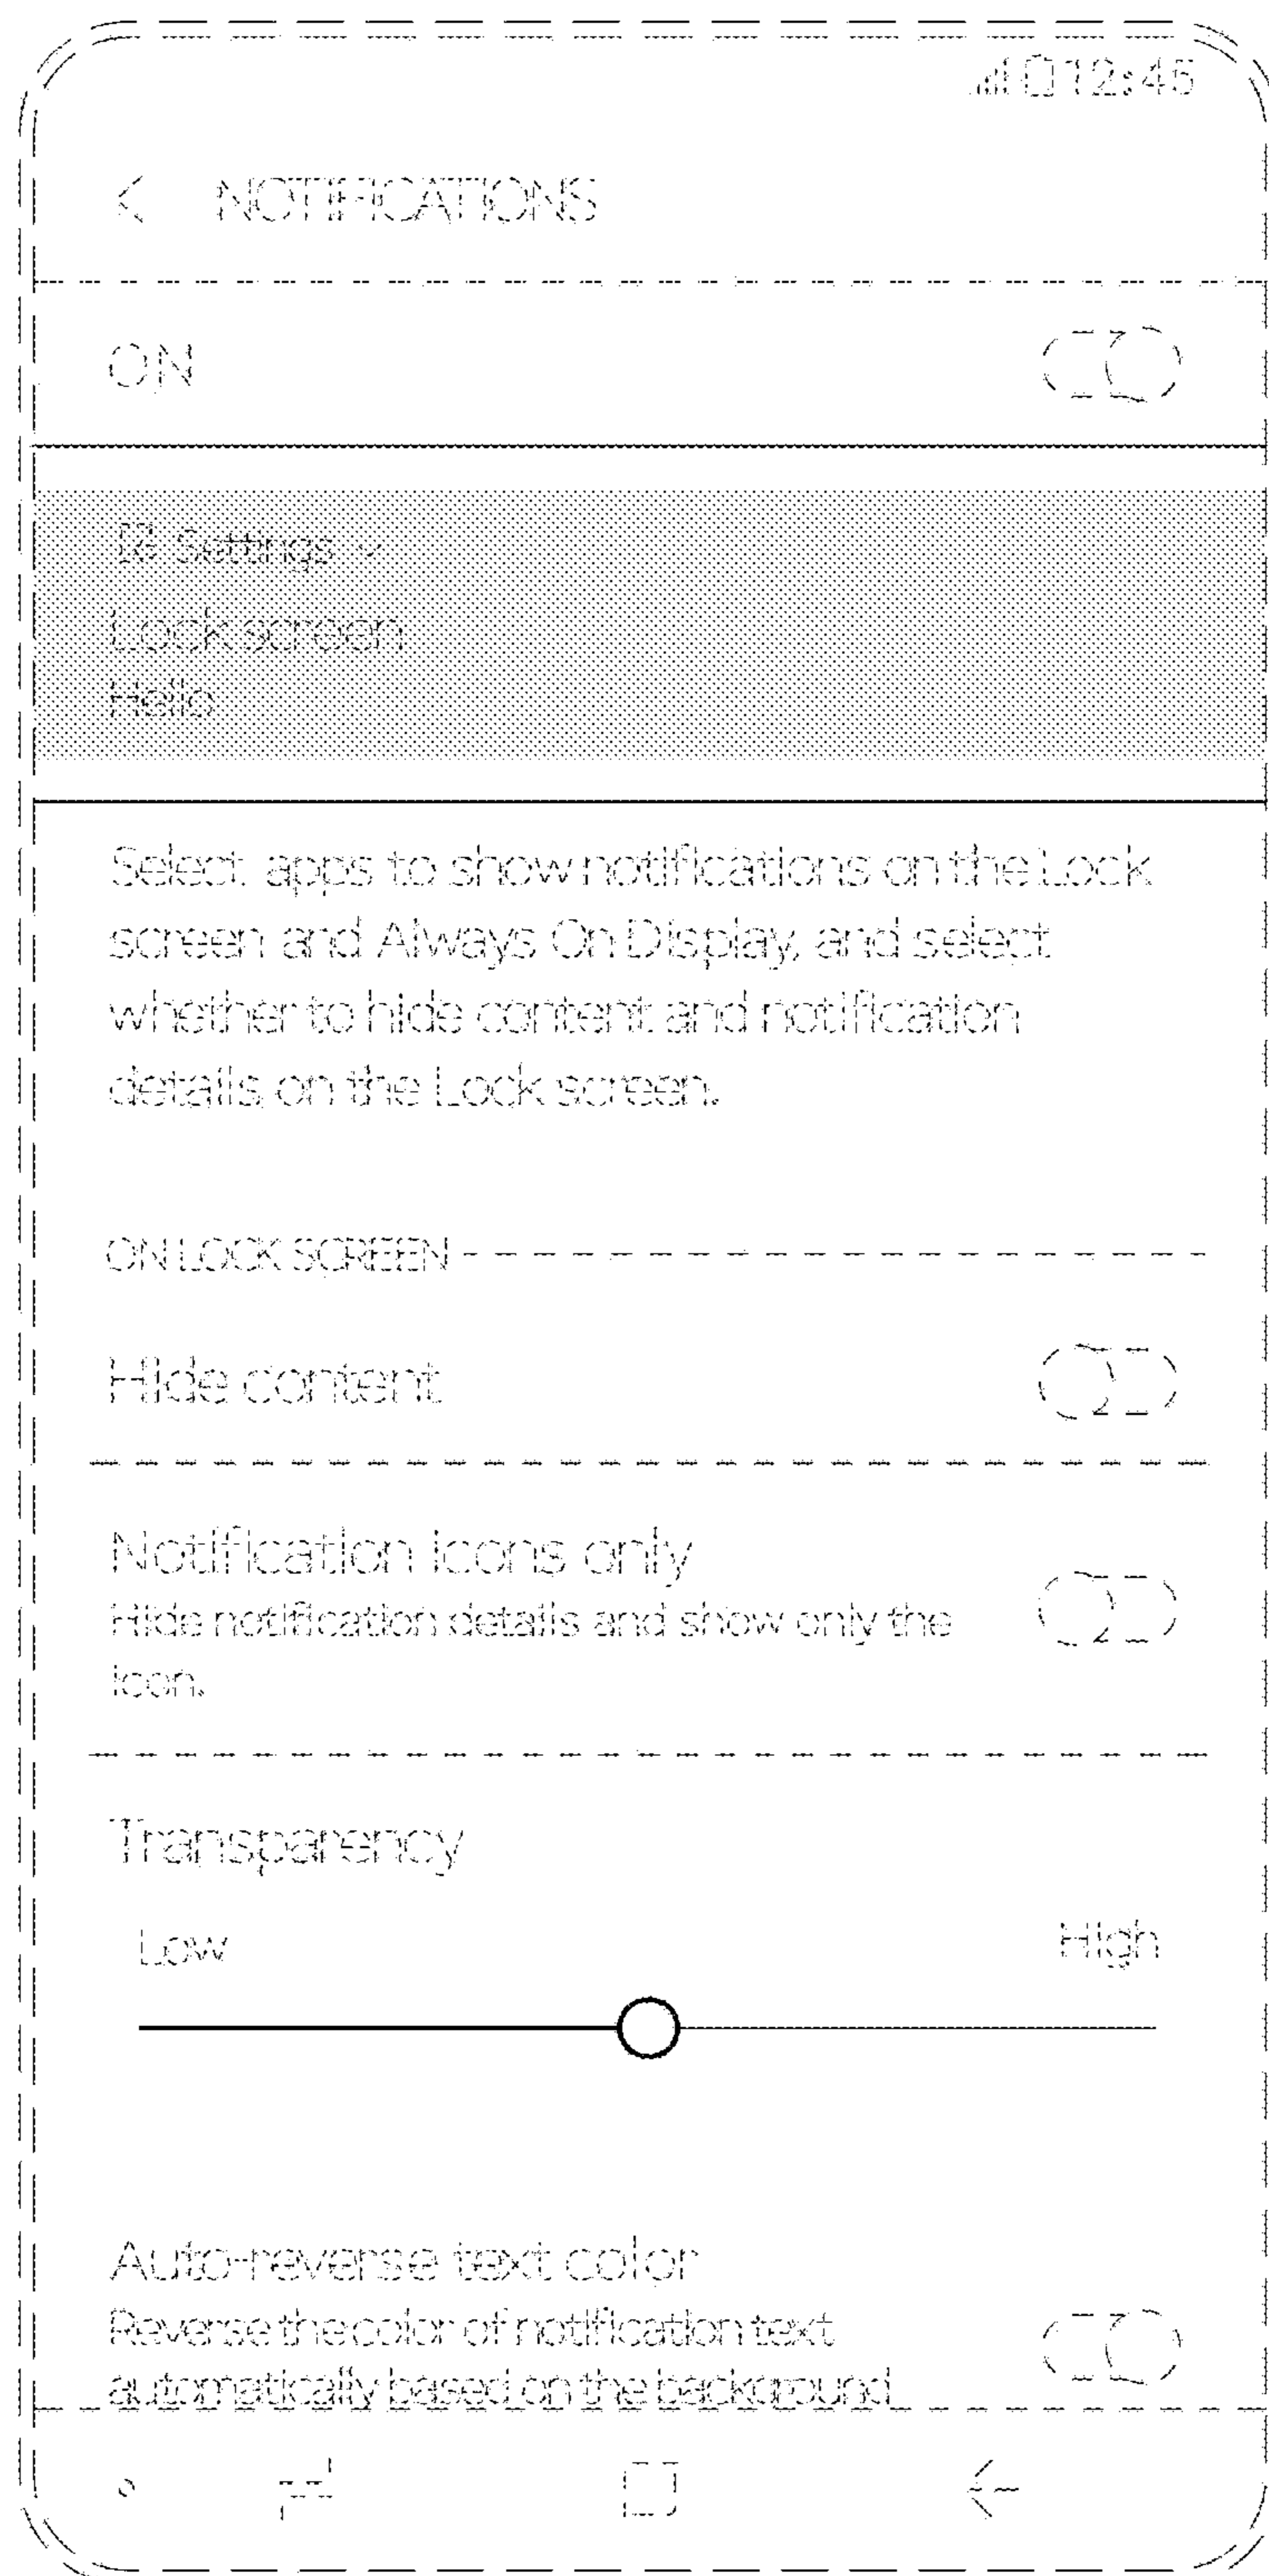 12:45
NOTIFICATIONS
ON
Settings
Lock screen
Hello
Select apps to show notifications on the Lock
screen and Always On Display, and select
whether to hide content and notification
details on the Lock screen.
ON LOCK SCREEN
Hide content
Notification icons only
Hide notification details and show only the
icon.
Transparency
Low
High
Auto-reverse text color
Reverse the color of notification text
automatically based on the background